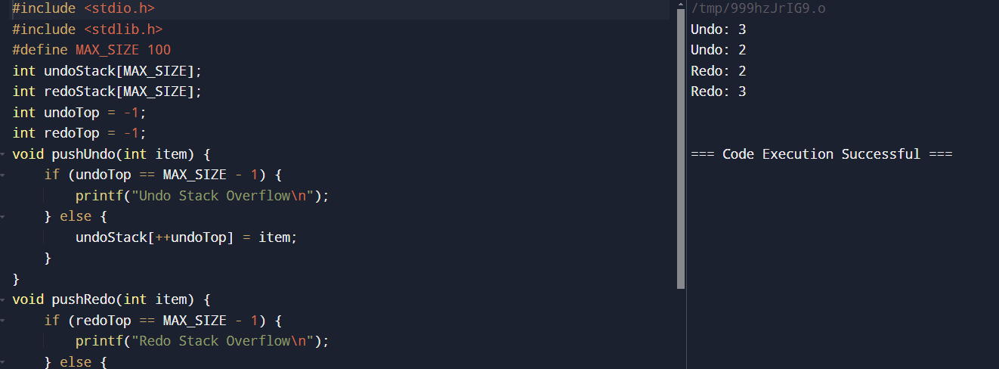 #include <stdio.h>
#include <stdlib.h>
#define MAX_SIZE 100
int undoStack[MAX_SIZE];
int redoStack[MAX_SIZE];
int undoTop = -1;
int redoTop = -1;
void pushUndo(int item) {
    if (undoTop == MAX_SIZE - 1) {
        printf("Undo Stack Overflow\n");
    } else {
        undoStack[++undoTop] = item;
    }
}
void pushRedo(int item) {
    if (redoTop == MAX_SIZE - 1) {
        printf("Redo Stack Overflow\n");
    } else {
/tmp/999hzJrIG9.o
Undo: 3
Undo: 2
Redo: 2
Redo: 3
=== Code Execution Successful ===